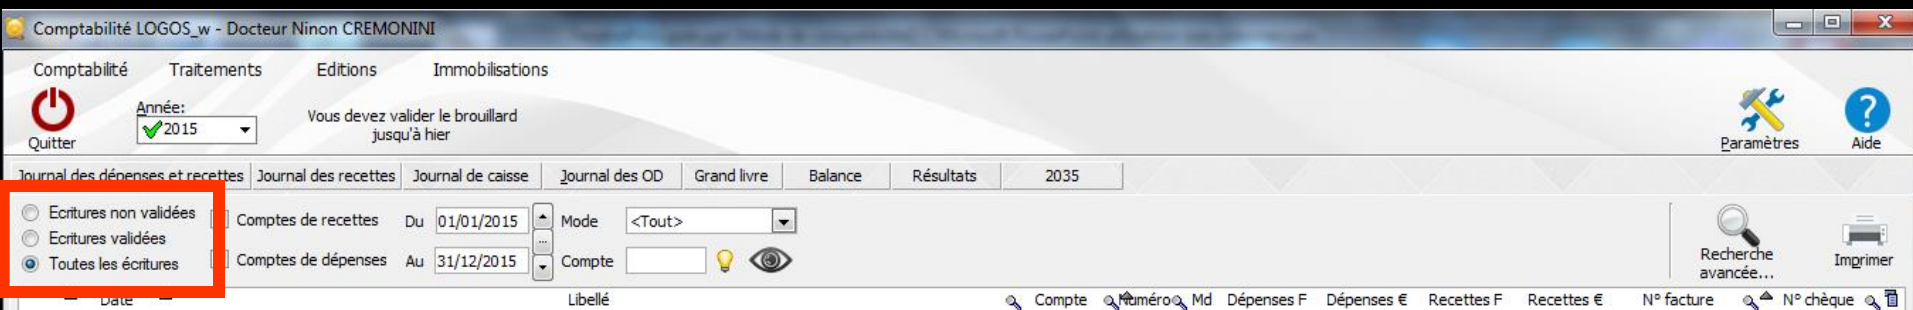 Comptabilité LOGOS_w - Docteur Ninon CREMONINI
Comptabilité Traitements Editions Immobilisations
Année:
2015
Vous devez valider le brouillard
jusqu'à hier
Quitter
Paramètres Aide
Journal des dépenses et recettes Journal des recettes Journal de caisse Journal des OD Grand livre Balance Résultats 2035
Ecritures non validées
Ecritures validées
Toutes les écritures
Comptes de recettes Du 01/01/2015 Mode <Tout>
Comptes de dépenses Au 31/12/2015 ... Compte
Recherche
avancée...
Imprimer
Date Libellé Compte Numéro Md Dépenses F Dépenses € Recettes F Recettes € N° facture N° chèque